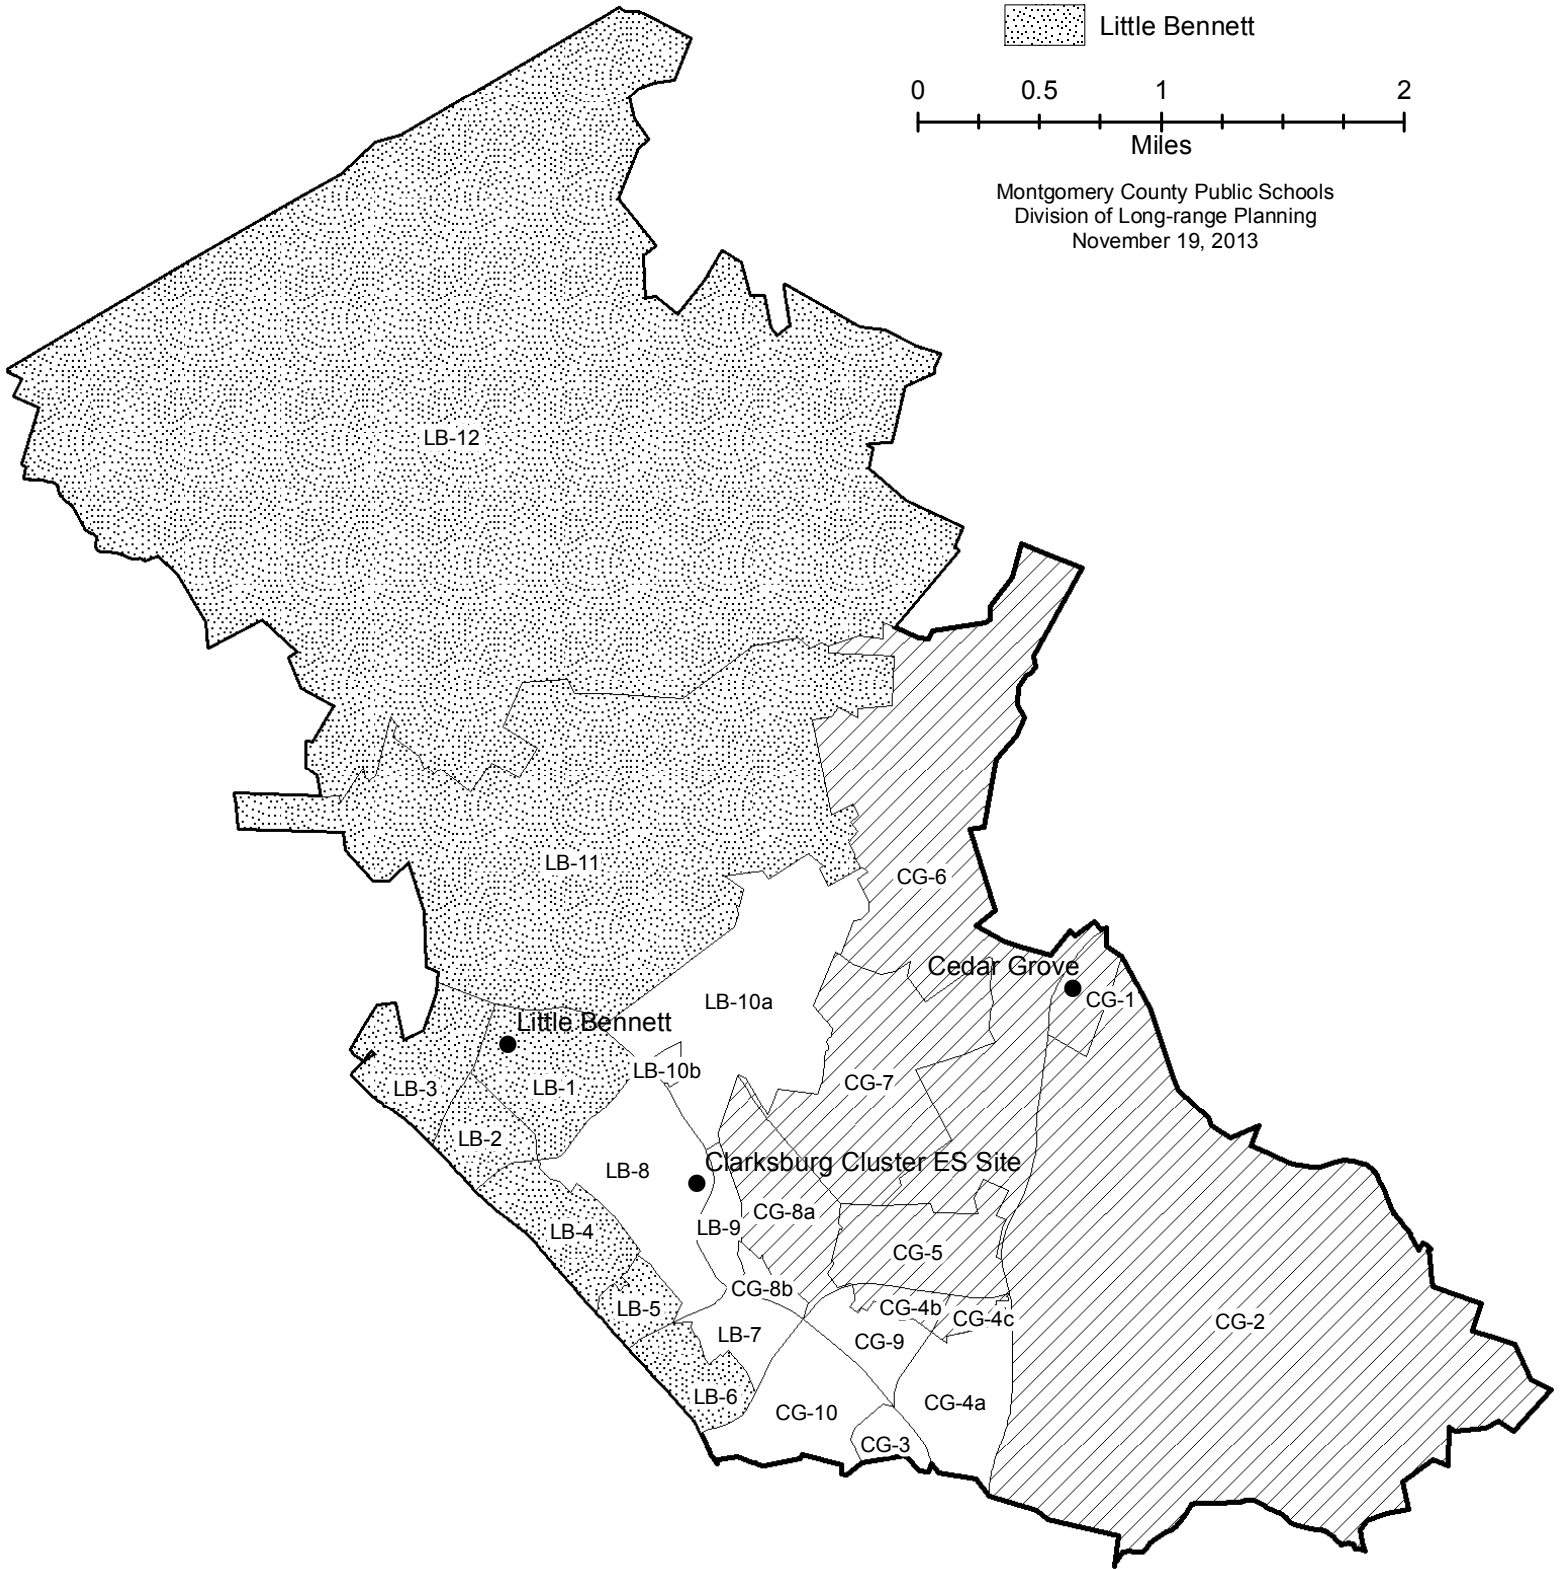 Little Bennett
0 0.5 1 2
Miles
Montgomery County Public Schools
Division of Long-range Planning
November 19, 2013
LB-12
LB-11
CG-6
Cedar Grove
CG-1
LB-10a
Little Bennett
LB-10b
CG-7
LB-3
LB-1
LB-2
Clarksburg Cluster ES Site
LB-8
CG-8a
LB-9
LB-4
CG-5
CG-8b
LB-5
CG-4b
CG-4c
CG-2
LB-7
CG-9
LB-6
CG-4a
CG-10
CG-3